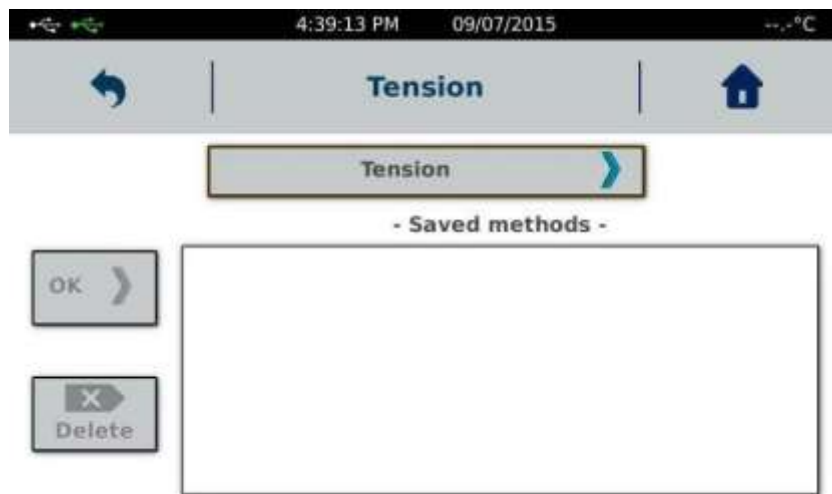 4:39:13 PM 09/07/2015 --.-°C
Tension
Tension
- Saved methods -
OK
Delete